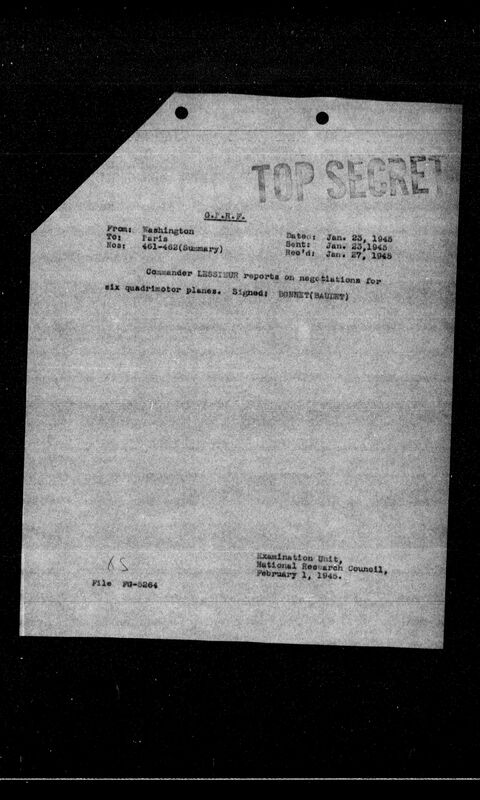 TOP SECRET
G.P.R.F.
From: Washington
To: Paris
Nos: 461-462(Summary)
Dated: Jan. 23, 1945
Sent: Jan. 23,1945
Rec'd: Jan. 27, 1945
Commander LESSIEUR reports on negotiations for
six quadrimotor planes. Signed: BONNET(BAUDET)
Examination Unit,
National Research Council,
February 1, 1945.
File FG-5264